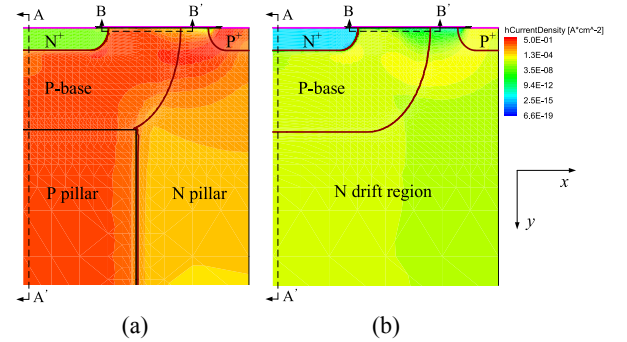 A B B' B B'
A
hCurrentDensity [A*cm^-2]
5.0E-01
1.3E-04
3.5E-08
9.4E-12
2.5E-15
6.6E-19
N+ P+
N+ P+
P-base
P-base
P pillar N pillar
N drift region
x
y
A'
A'
(a) (b)